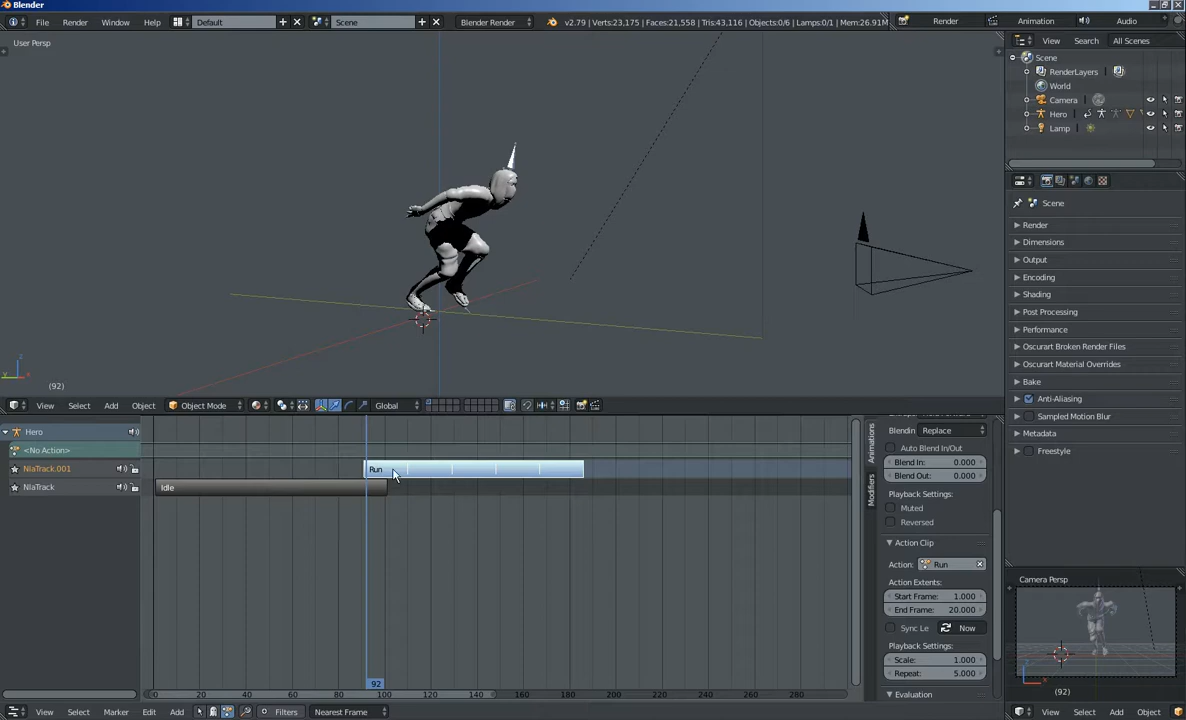 Blender
File Render Window Help Default Scene Blender Render v2.79 | Verts:23,175 | Faces:21,558 | Tris:43,116 | Objects:0/6 | Lamps:0/1 | Mem:26.91M Render Animation Audio
User Persp
View Search All Scenes
Scene
RenderLayers
World
Camera
Hero
Lamp
Scene
Render
Dimensions
Output
Encoding
Shading
Post Processing
Performance
Oscurart Broken Render Files
Oscurart Material Overrides
Bake
Anti-Aliasing
Sampled Motion Blur
Metadata
Freestyle
(92)
View Select Add Object Object Mode Global
Hero
<No Action>
NlaTrack.001
NlaTrack
Run
Idle
Animations
Modifiers
Blendin Replace
Auto Blend In/Out
Blend In: 0.000
Blend Out: 0.000
Playback Settings:
Muted
Reversed
Action Clip
Action: Run
Action Extents:
Start Frame: 1.000
End Frame: 20.000
Sync Le Now
Playback Settings:
Scale: 1.000
Repeat: 5.000
Evaluation
Camera Persp
(92)
92
0 20 40 60 80 100 120 140 160 180 200 220 240 260 280
View Select Marker Edit Add Filters Nearest Frame
View Select Add Object